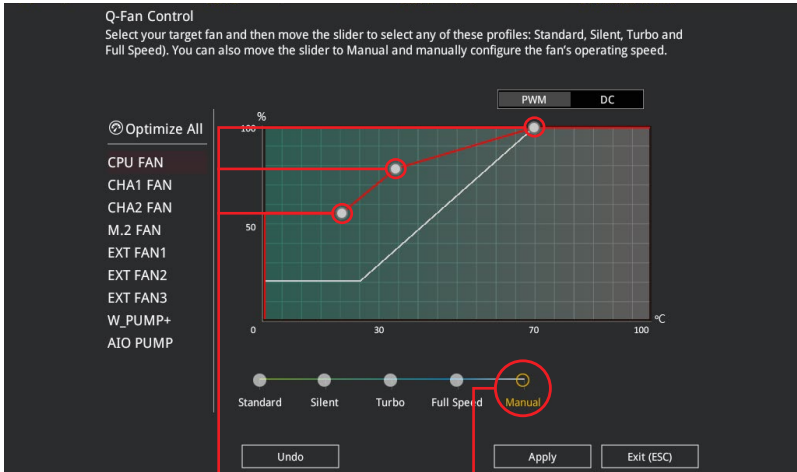 Q-Fan Control
Select your target fan and then move the slider to select any of these profiles: Standard, Silent, Turbo and
Full Speed). You can also move the slider to Manual and manually configure the fan's operating speed.
PWM DC
%
Optimize All
100
CPU FAN
CHA1 FAN
CHA2 FAN
50
M.2 FAN
EXT FAN1
EXT FAN2
EXT FAN3
W_PUMP+
°C
0 30 70 100
AIO PUMP
Standard Silent Turbo Full Speed Manual
Undo Apply Exit (ESC)